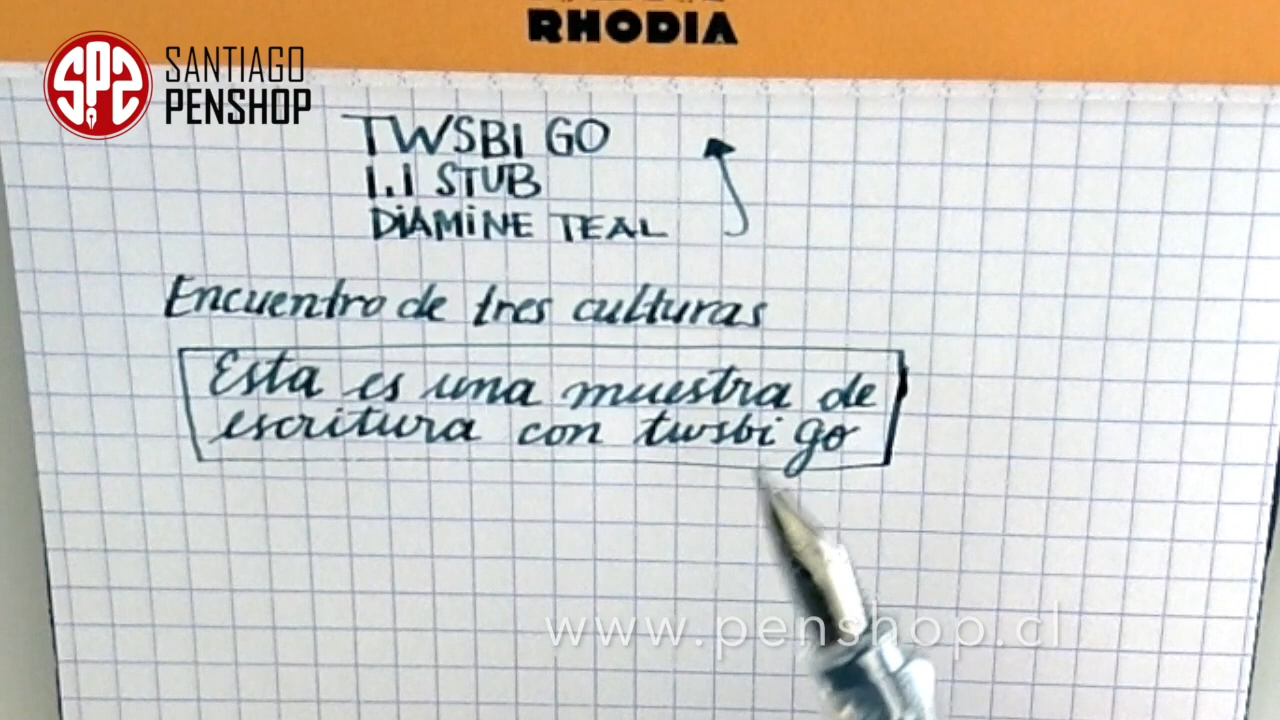 RHODIA
SANTIAGO
PENSHOP
TWSBI GO
1.1 STUB
DIAMINE TEAL
Encuentro de tres culturas
Esta es una muestra de
escritura con twsbi go
www.penshop.cl